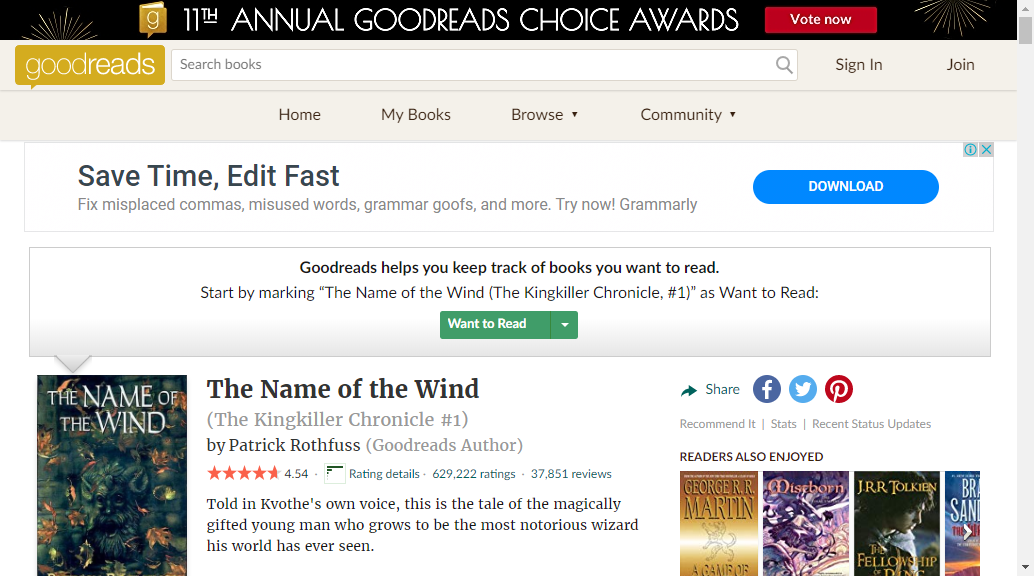 11TH ANNUAL GOODREADS CHOICE AWARDS
Vote now
goodreads
Search books
Sign In
Join
Home
My Books
Browse ▾
Community ▾
Save Time, Edit Fast
Fix misplaced commas, misused words, grammar goofs, and more. Try now! Grammarly
DOWNLOAD
Goodreads helps you keep track of books you want to read.
Start by marking “The Name of the Wind (The Kingkiller Chronicle, #1)” as Want to Read:
Want to Read
THE NAME OF
THE WIND
The Name of the Wind
(The Kingkiller Chronicle #1)
by Patrick Rothfuss (Goodreads Author)
4.54 · Rating details · 629,222 ratings · 37,851 reviews
Told in Kvothe's own voice, this is the tale of the magically
gifted young man who grows to be the most notorious wizard
his world has ever seen.
Share
Recommend It | Stats | Recent Status Updates
READERS ALSO ENJOYED
GEORGE R. R.
MARTIN
A GAME OF
Mistborn
J.R.R. TOLKIEN
THE
FELLOWSHIP
OF
BRA
SAND